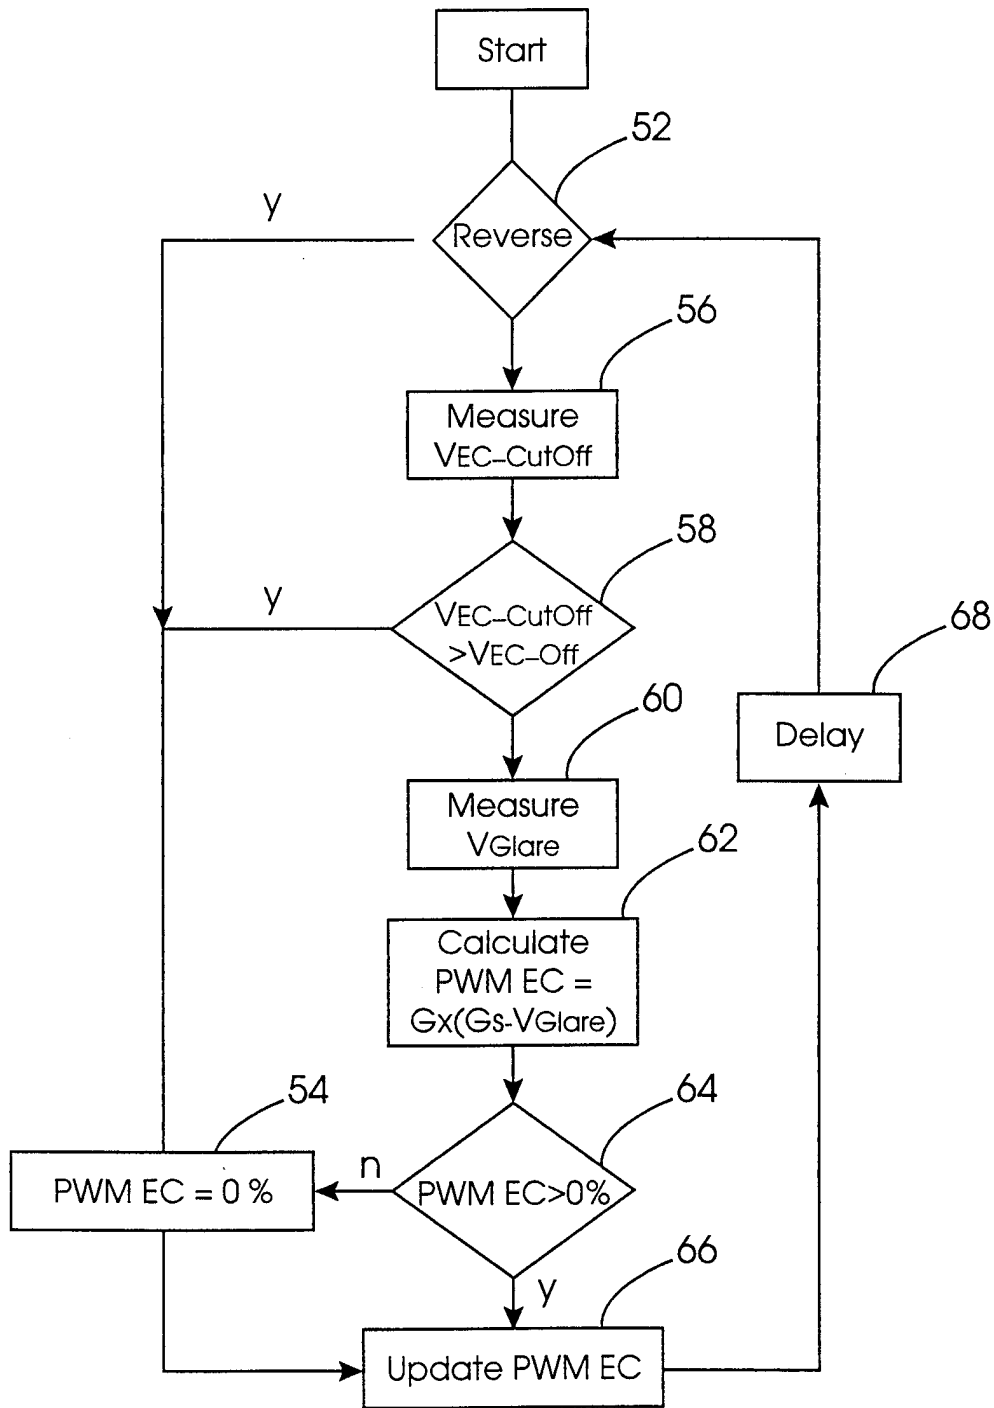 Start
52
y
Reverse
56
Measure
VEC-CutOff
58
y
VEC-CutOff
>VEC-Off
68
60
Delay
Measure
VGlare
62
Calculate
PWM EC =
Gx(Gs-VGlare)
54
64
n
PWM EC = 0 %
PWM EC>0%
66
y
Update PWM EC